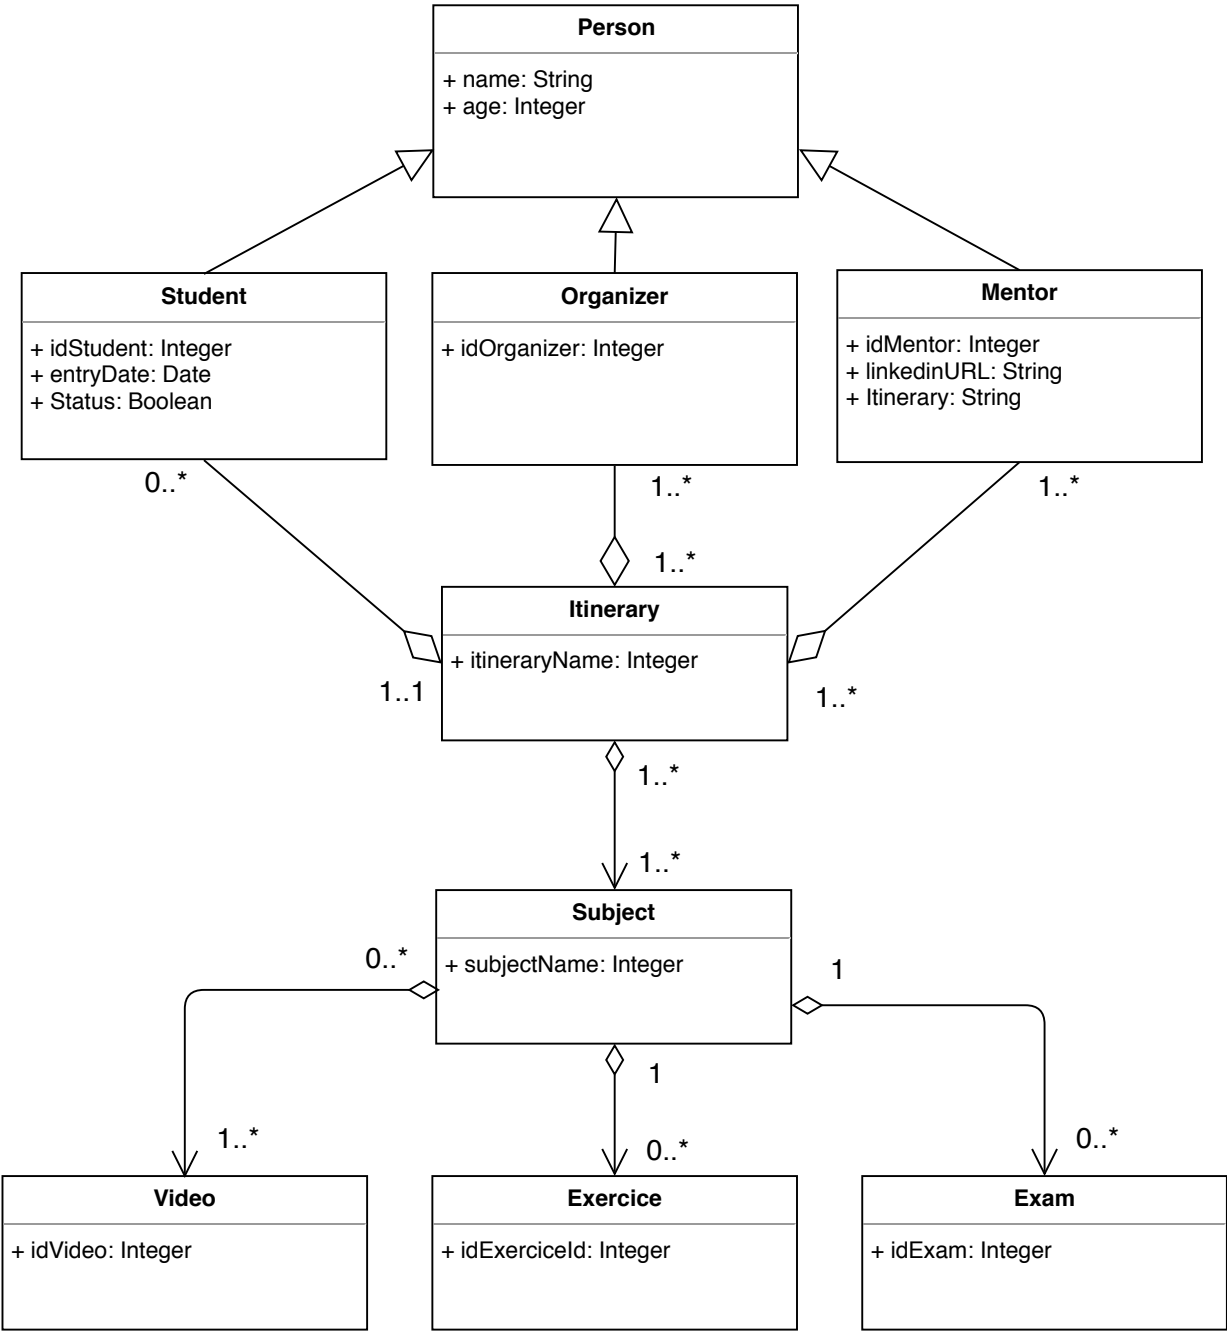 Person
+ name: String
+ age: Integer
Student
+ idStudent: Integer
+ entryDate: Date
+ Status: Boolean
Organizer
+ idOrganizer: Integer
Mentor
+ idMentor: Integer
+ linkedinURL: String
+ Itinerary: String
0..*
1..*
1..*
1..*
Itinerary
+ itineraryName: Integer
1..1
1..*
1..*
1..*
Subject
+ subjectName: Integer
0..*
1
1
1..*
0..*
0..*
Video
+ idVideo: Integer
Exercice
+ idExerciceId: Integer
Exam
+ idExam: Integer